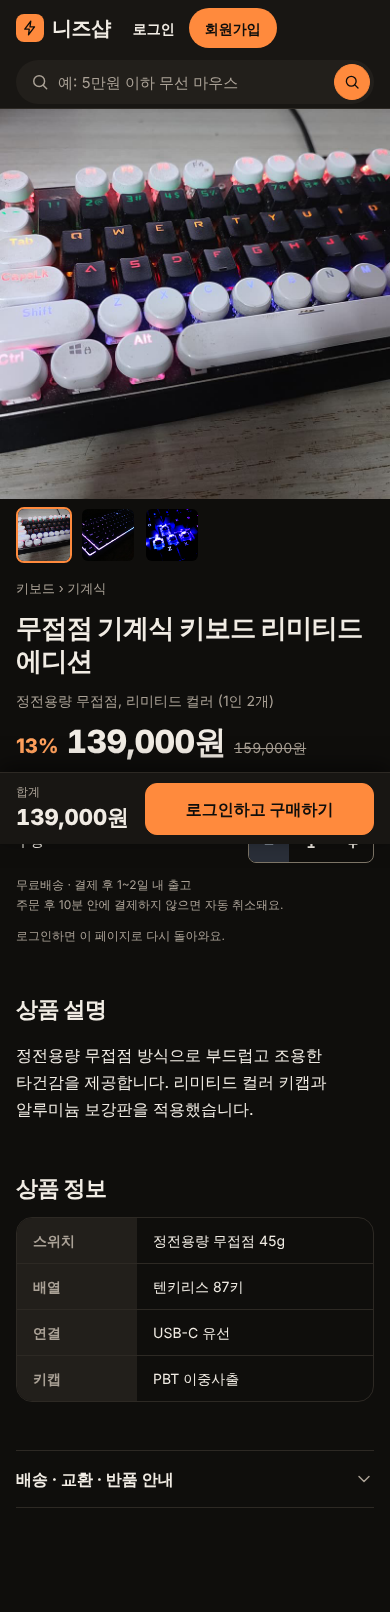 니즈샵
로그인
회원가입
예: 5만원 이하 무선 마우스
Tab
Shift
Ctrl
Alt
키보드 › 기계식
무접점 기계식 키보드 리미티드
에디션
정전용량 무접점, 리미티드 컬러 (1인 2개)
13% 139,000원 159,000원
합계
139,000원
로그인하고 구매하기
무료배송 · 결제 후 1~2일 내 출고
주문 후 10분 안에 결제하지 않으면 자동 취소돼요.
로그인하면 이 페이지로 다시 돌아와요.
상품 설명
정전용량 무접점 방식으로 부드럽고 조용한
타건감을 제공합니다. 리미티드 컬러 키캡과
알루미늄 보강판을 적용했습니다.
상품 정보
스위치 정전용량 무접점 45g
배열 텐키리스 87키
연결 USB-C 유선
키캡 PBT 이중사출
배송 · 교환 · 반품 안내